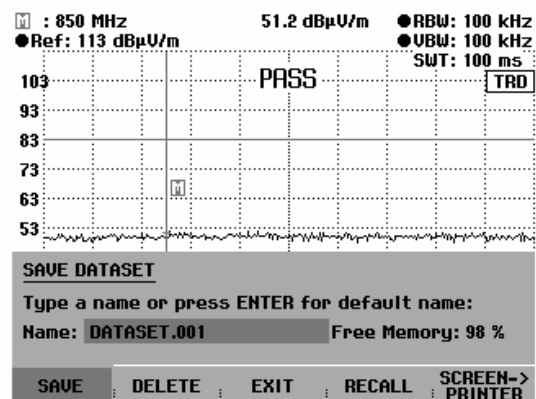 M : 850 MHz 51.2 dBµV/m ●RBW: 100 kHz
●Ref: 113 dBµV/m ●VBW: 100 kHz
SWT: 100 ms
103 PASS TRD
93
83
73
M
63
53
SAVE DATASET
Type a name or press ENTER for default name:
Name: DATASET.001 Free Memory: 98 %
SAVE DELETE EXIT RECALL SCREEN->
PRINTER